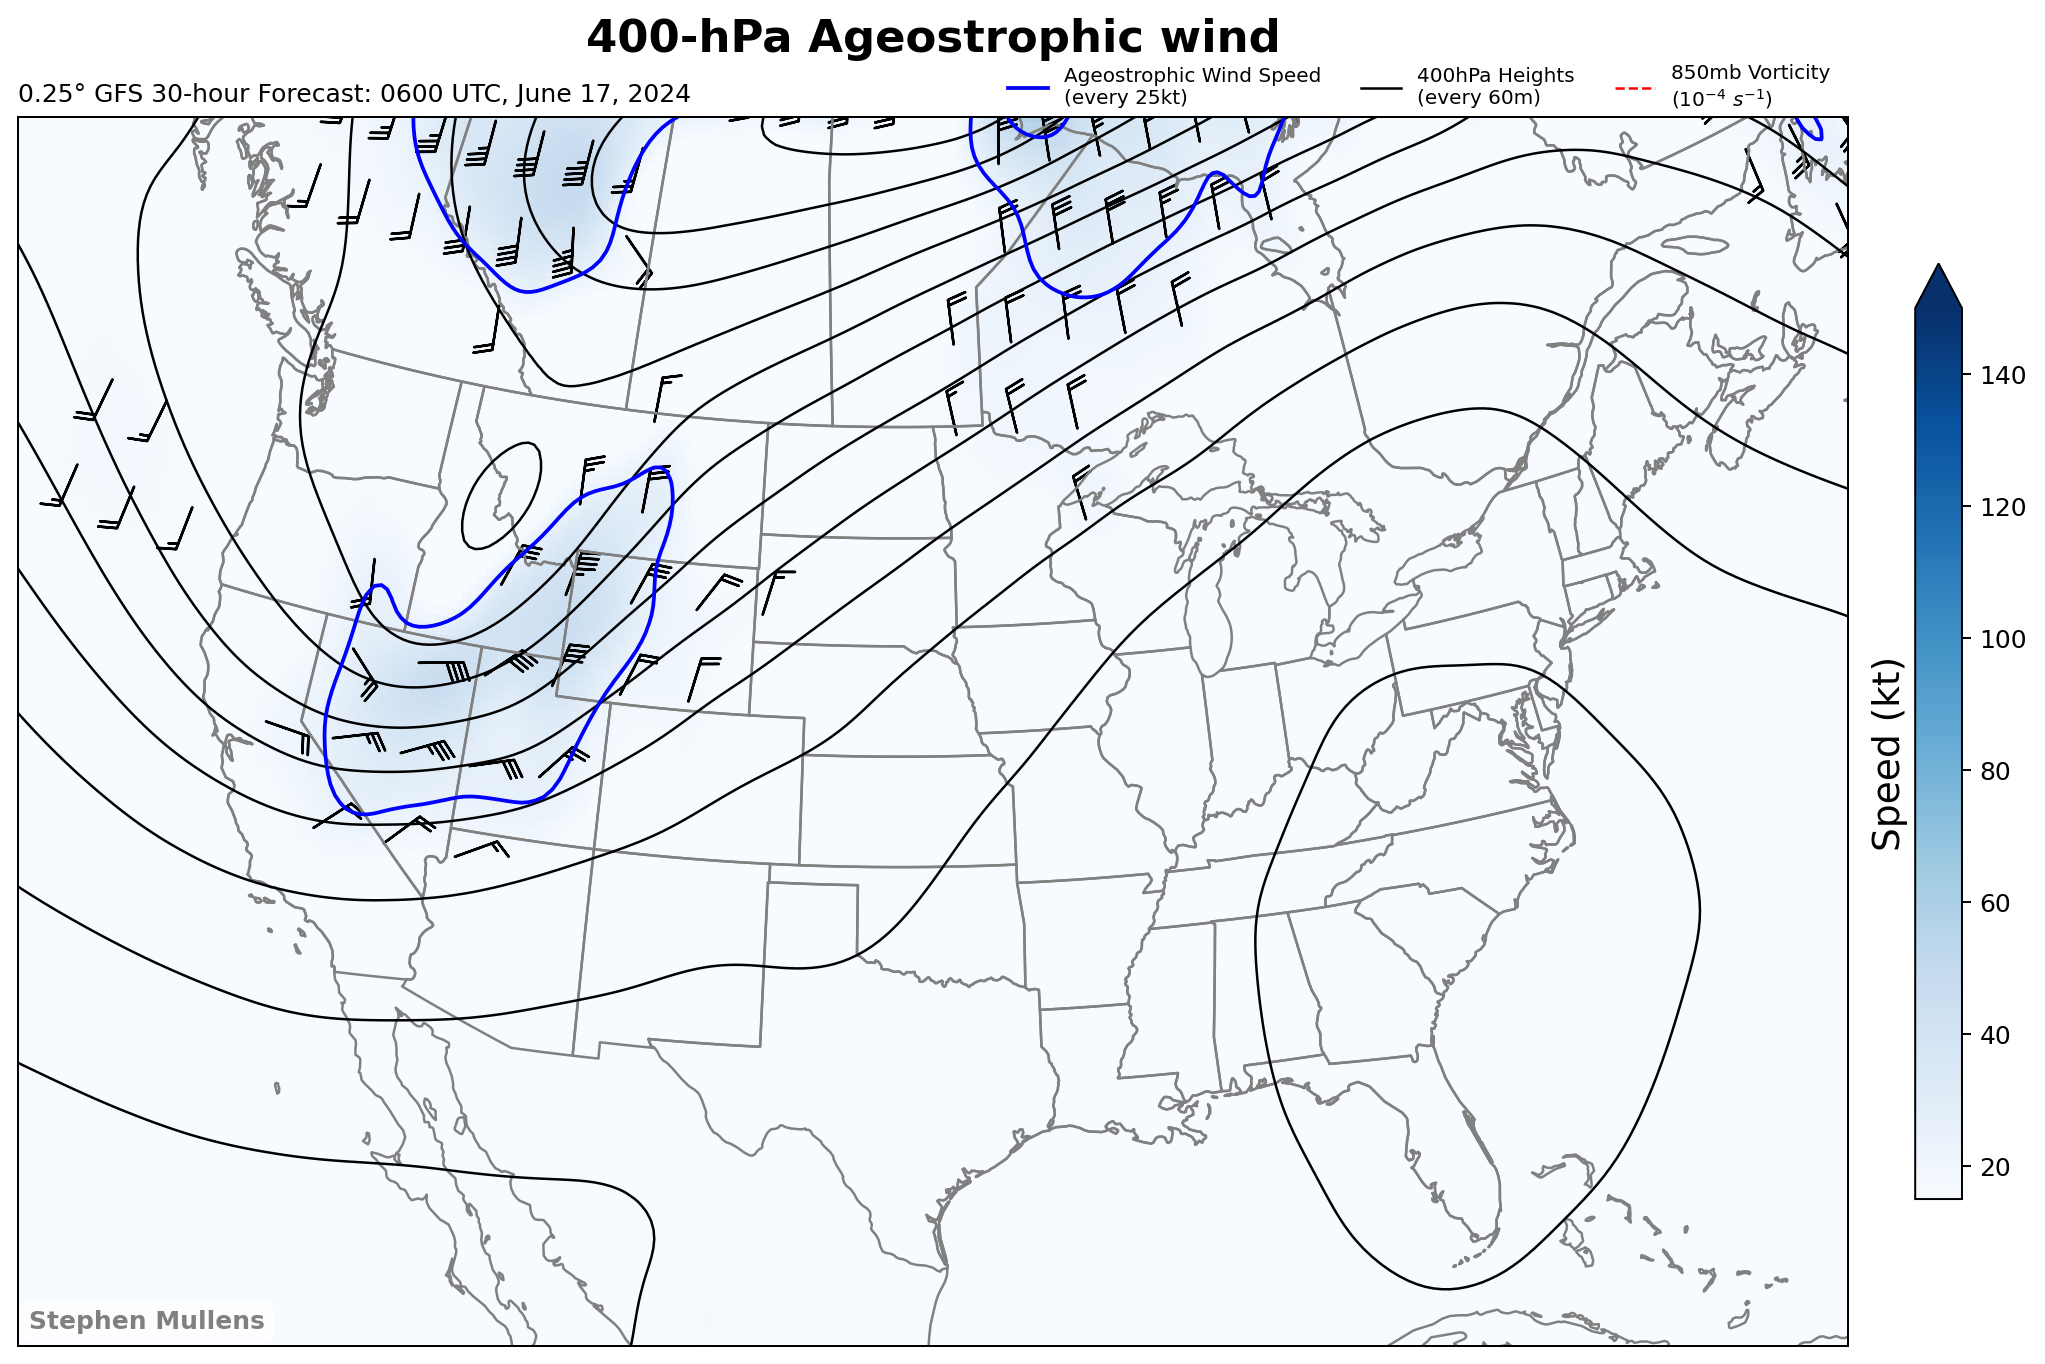 400-hPa Ageostrophic wind
0.25° GFS 30-hour Forecast: 0600 UTC, June 17, 2024
Ageostrophic Wind Speed
(every 25kt)
400hPa Heights
(every 60m)
850mb Vorticity
(10⁻⁴ s⁻¹)
140
120
100
80
60
40
20
Speed (kt)
Stephen Mullens